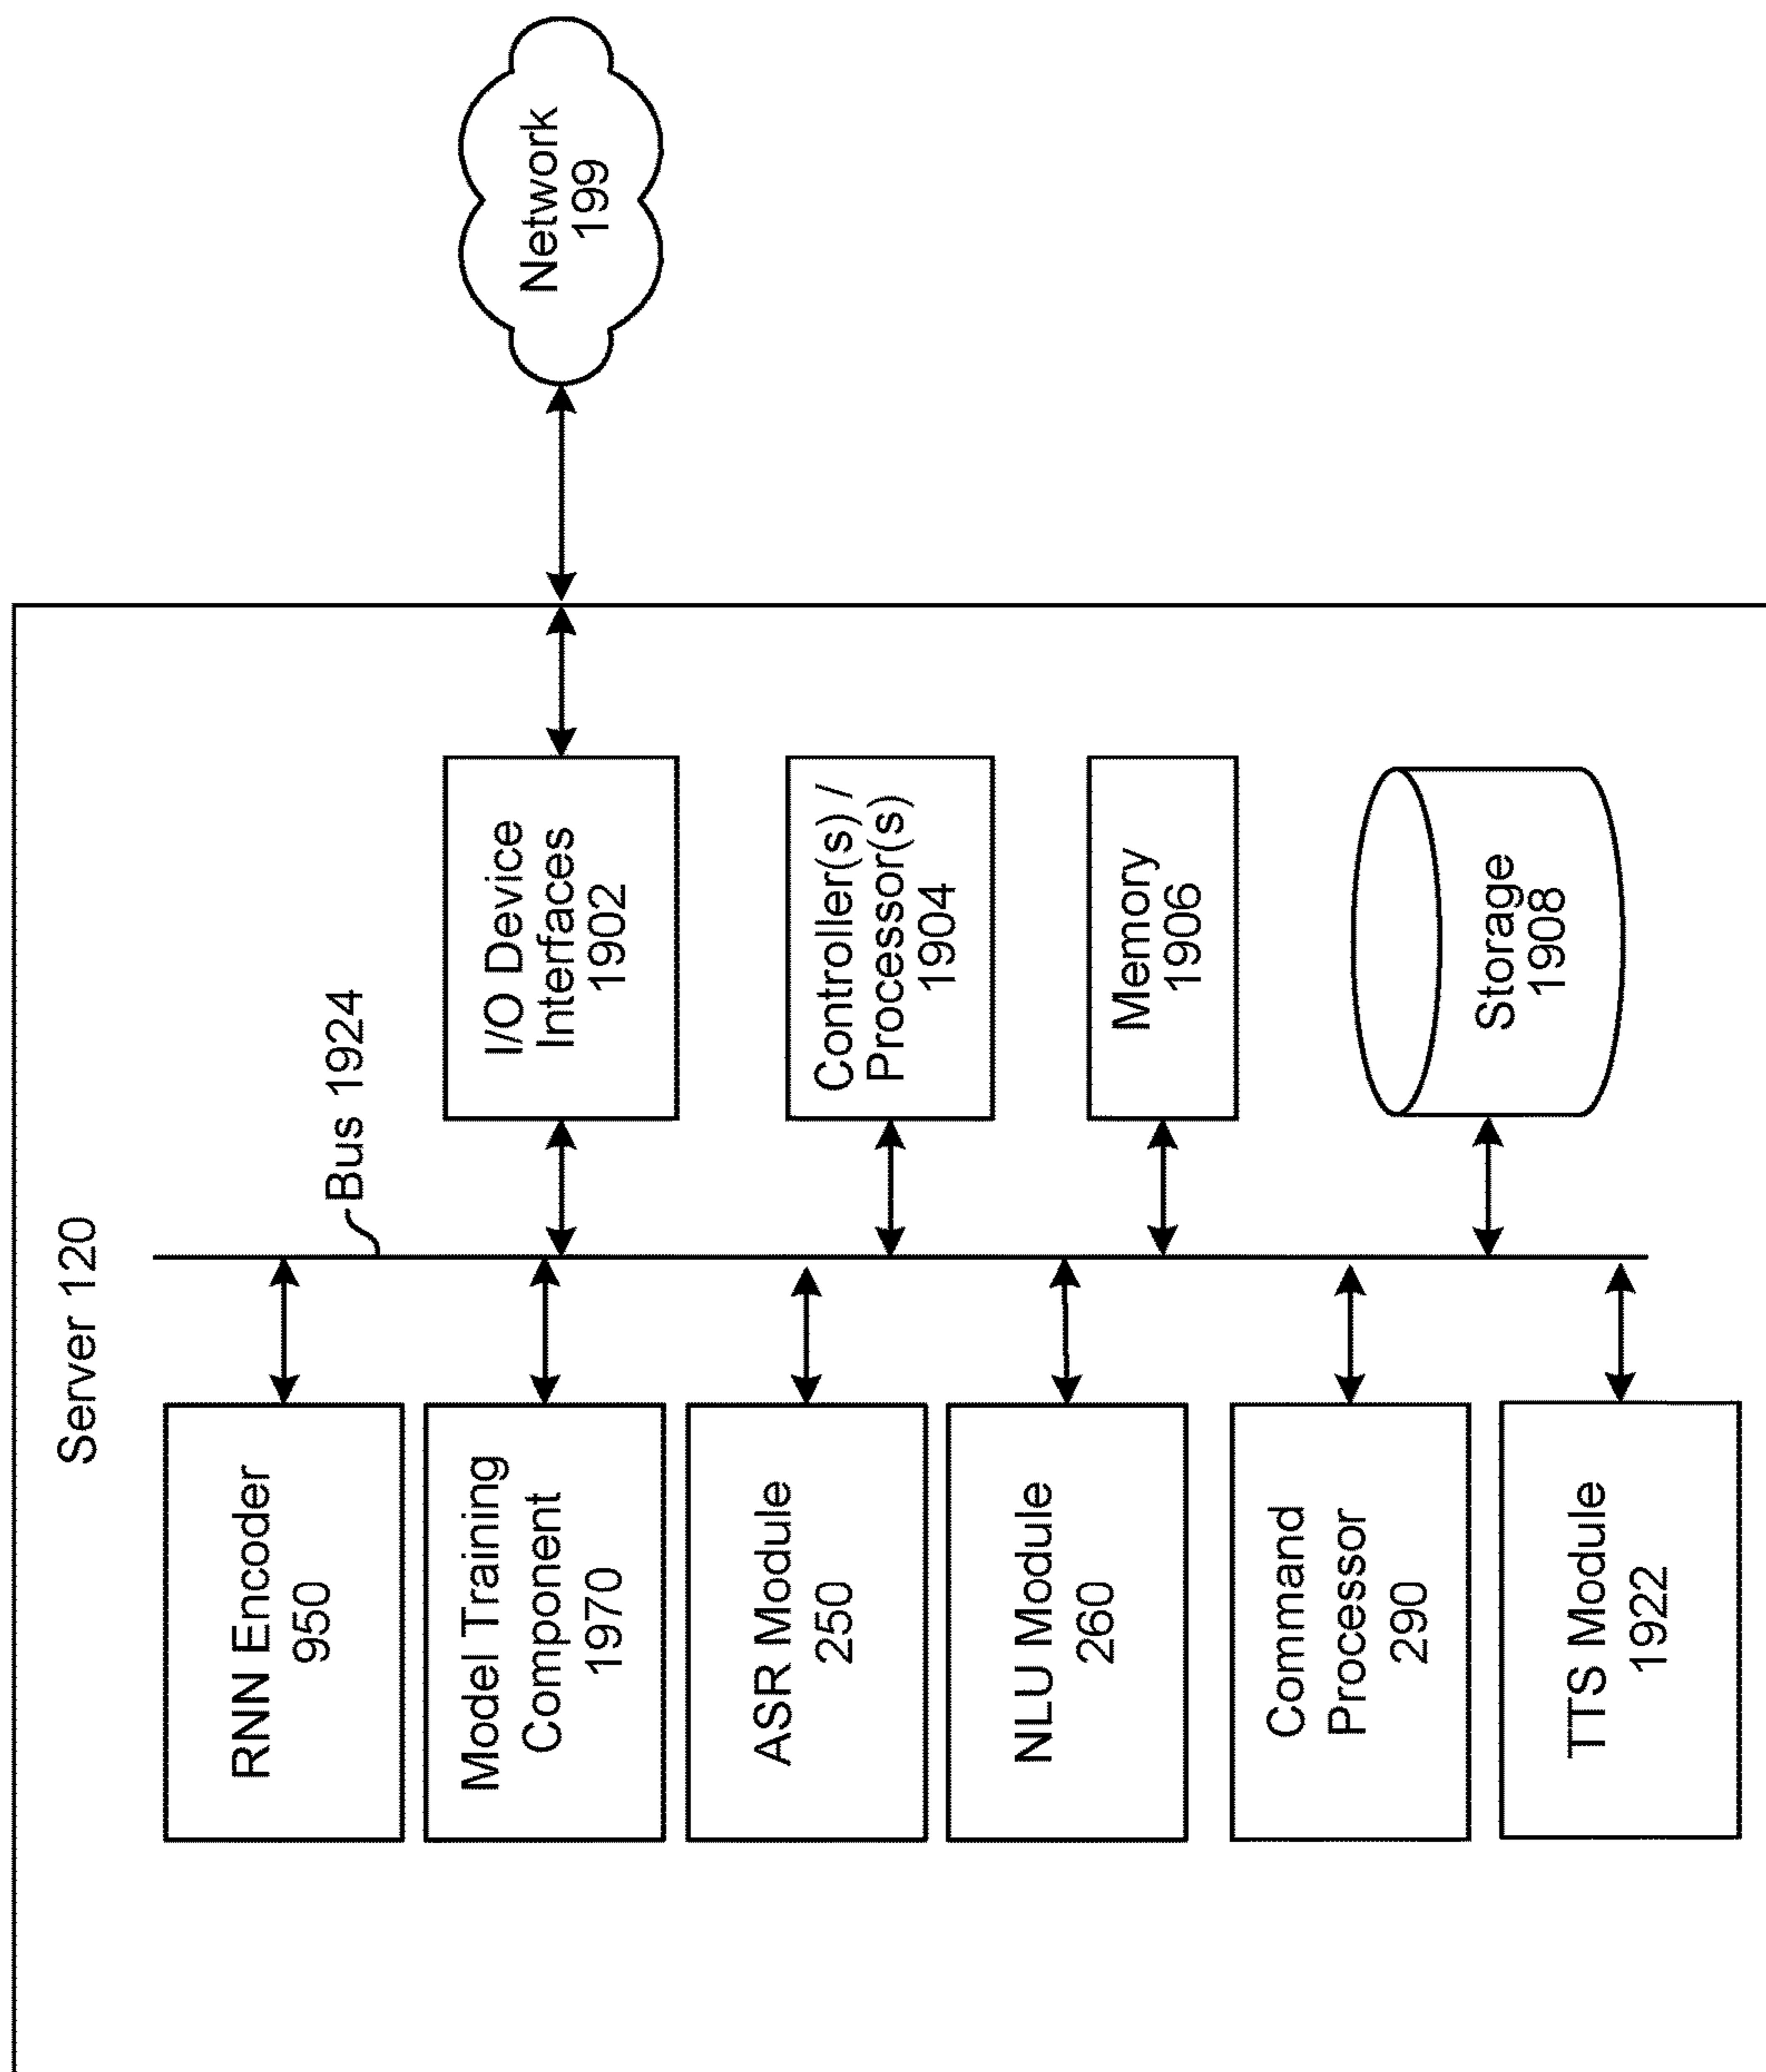 Server 120
Bus 1924
RNN Encoder
950
Model Training
Component
1970
ASR Module
250
NLU Module
260
Command
Processor
290
TTS Module
1922
I/O Device
Interfaces
1902
Controller(s) /
Processor(s)
1904
Memory
1906
Storage
1908
Network
199